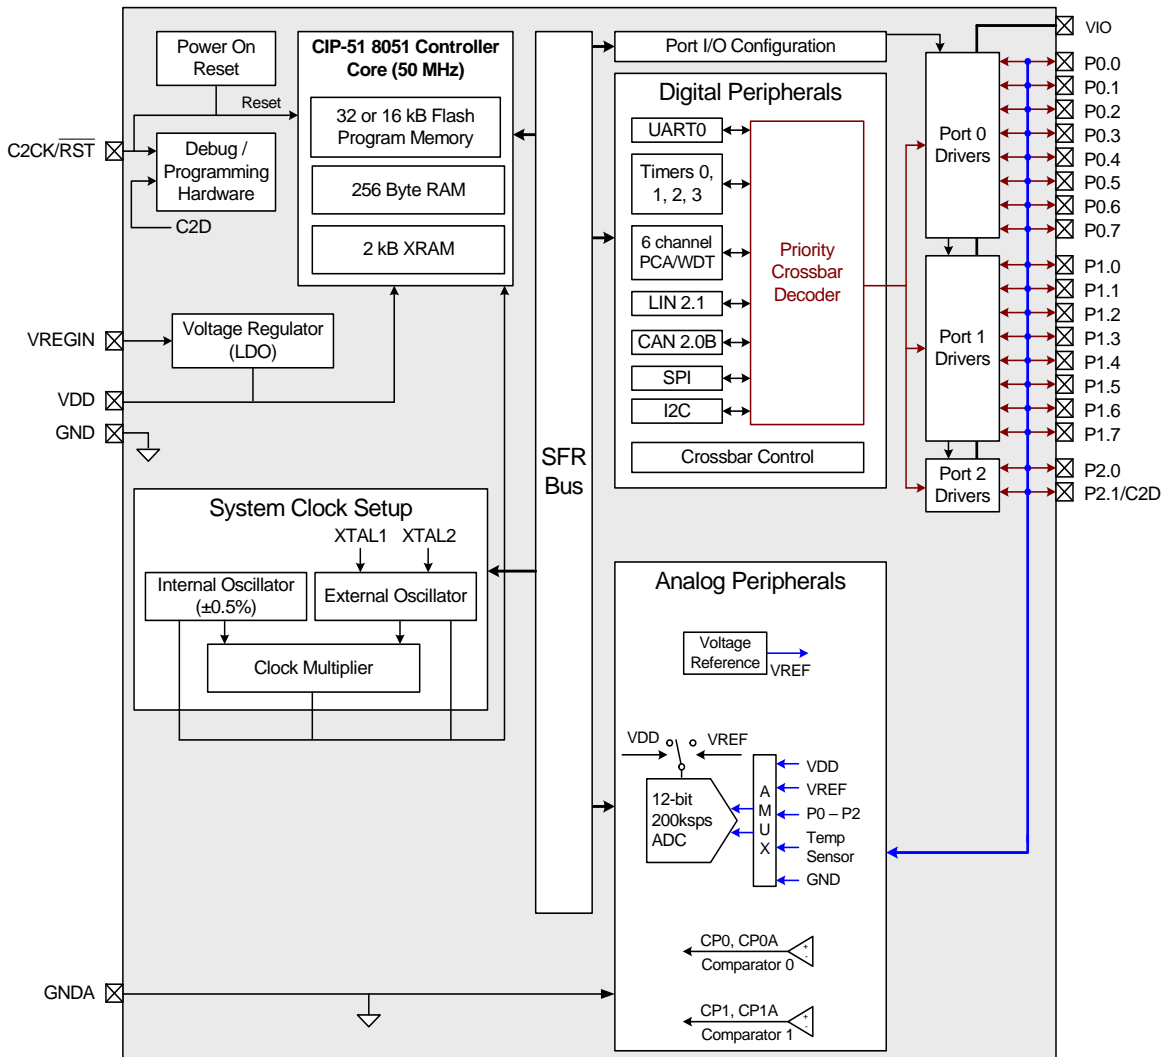 Power On
Reset
Reset
C2CK/RST
Debug /
Programming
Hardware
C2D
CIP-51 8051 Controller
Core (50 MHz)
32 or 16 kB Flash
Program Memory
256 Byte RAM
2 kB XRAM
VREGIN
Voltage Regulator
(LDO)
VDD
GND
System Clock Setup
XTAL1 XTAL2
Internal Oscillator
(±0.5%)
External Oscillator
Clock Multiplier
GNDA
SFR
Bus
Port I/O Configuration
Digital Peripherals
UART0
Timers 0,
1, 2, 3
6 channel
PCA/WDT
LIN 2.1
CAN 2.0B
SPI
I2C
Priority
Crossbar
Decoder
Crossbar Control
Port 0
Drivers
Port 1
Drivers
Port 2
Drivers
VIO
P0.0
P0.1
P0.2
P0.3
P0.4
P0.5
P0.6
P0.7
P1.0
P1.1
P1.2
P1.3
P1.4
P1.5
P1.6
P1.7
P2.0
P2.1/C2D
Analog Peripherals
Voltage
Reference
VREF
VDD
VREF
12-bit
200ksps
ADC
A
M
U
X
VDD
VREF
P0 – P2
Temp
Sensor
GND
CP0, CP0A
+
-
Comparator 0
CP1, CP1A
+
-
Comparator 1